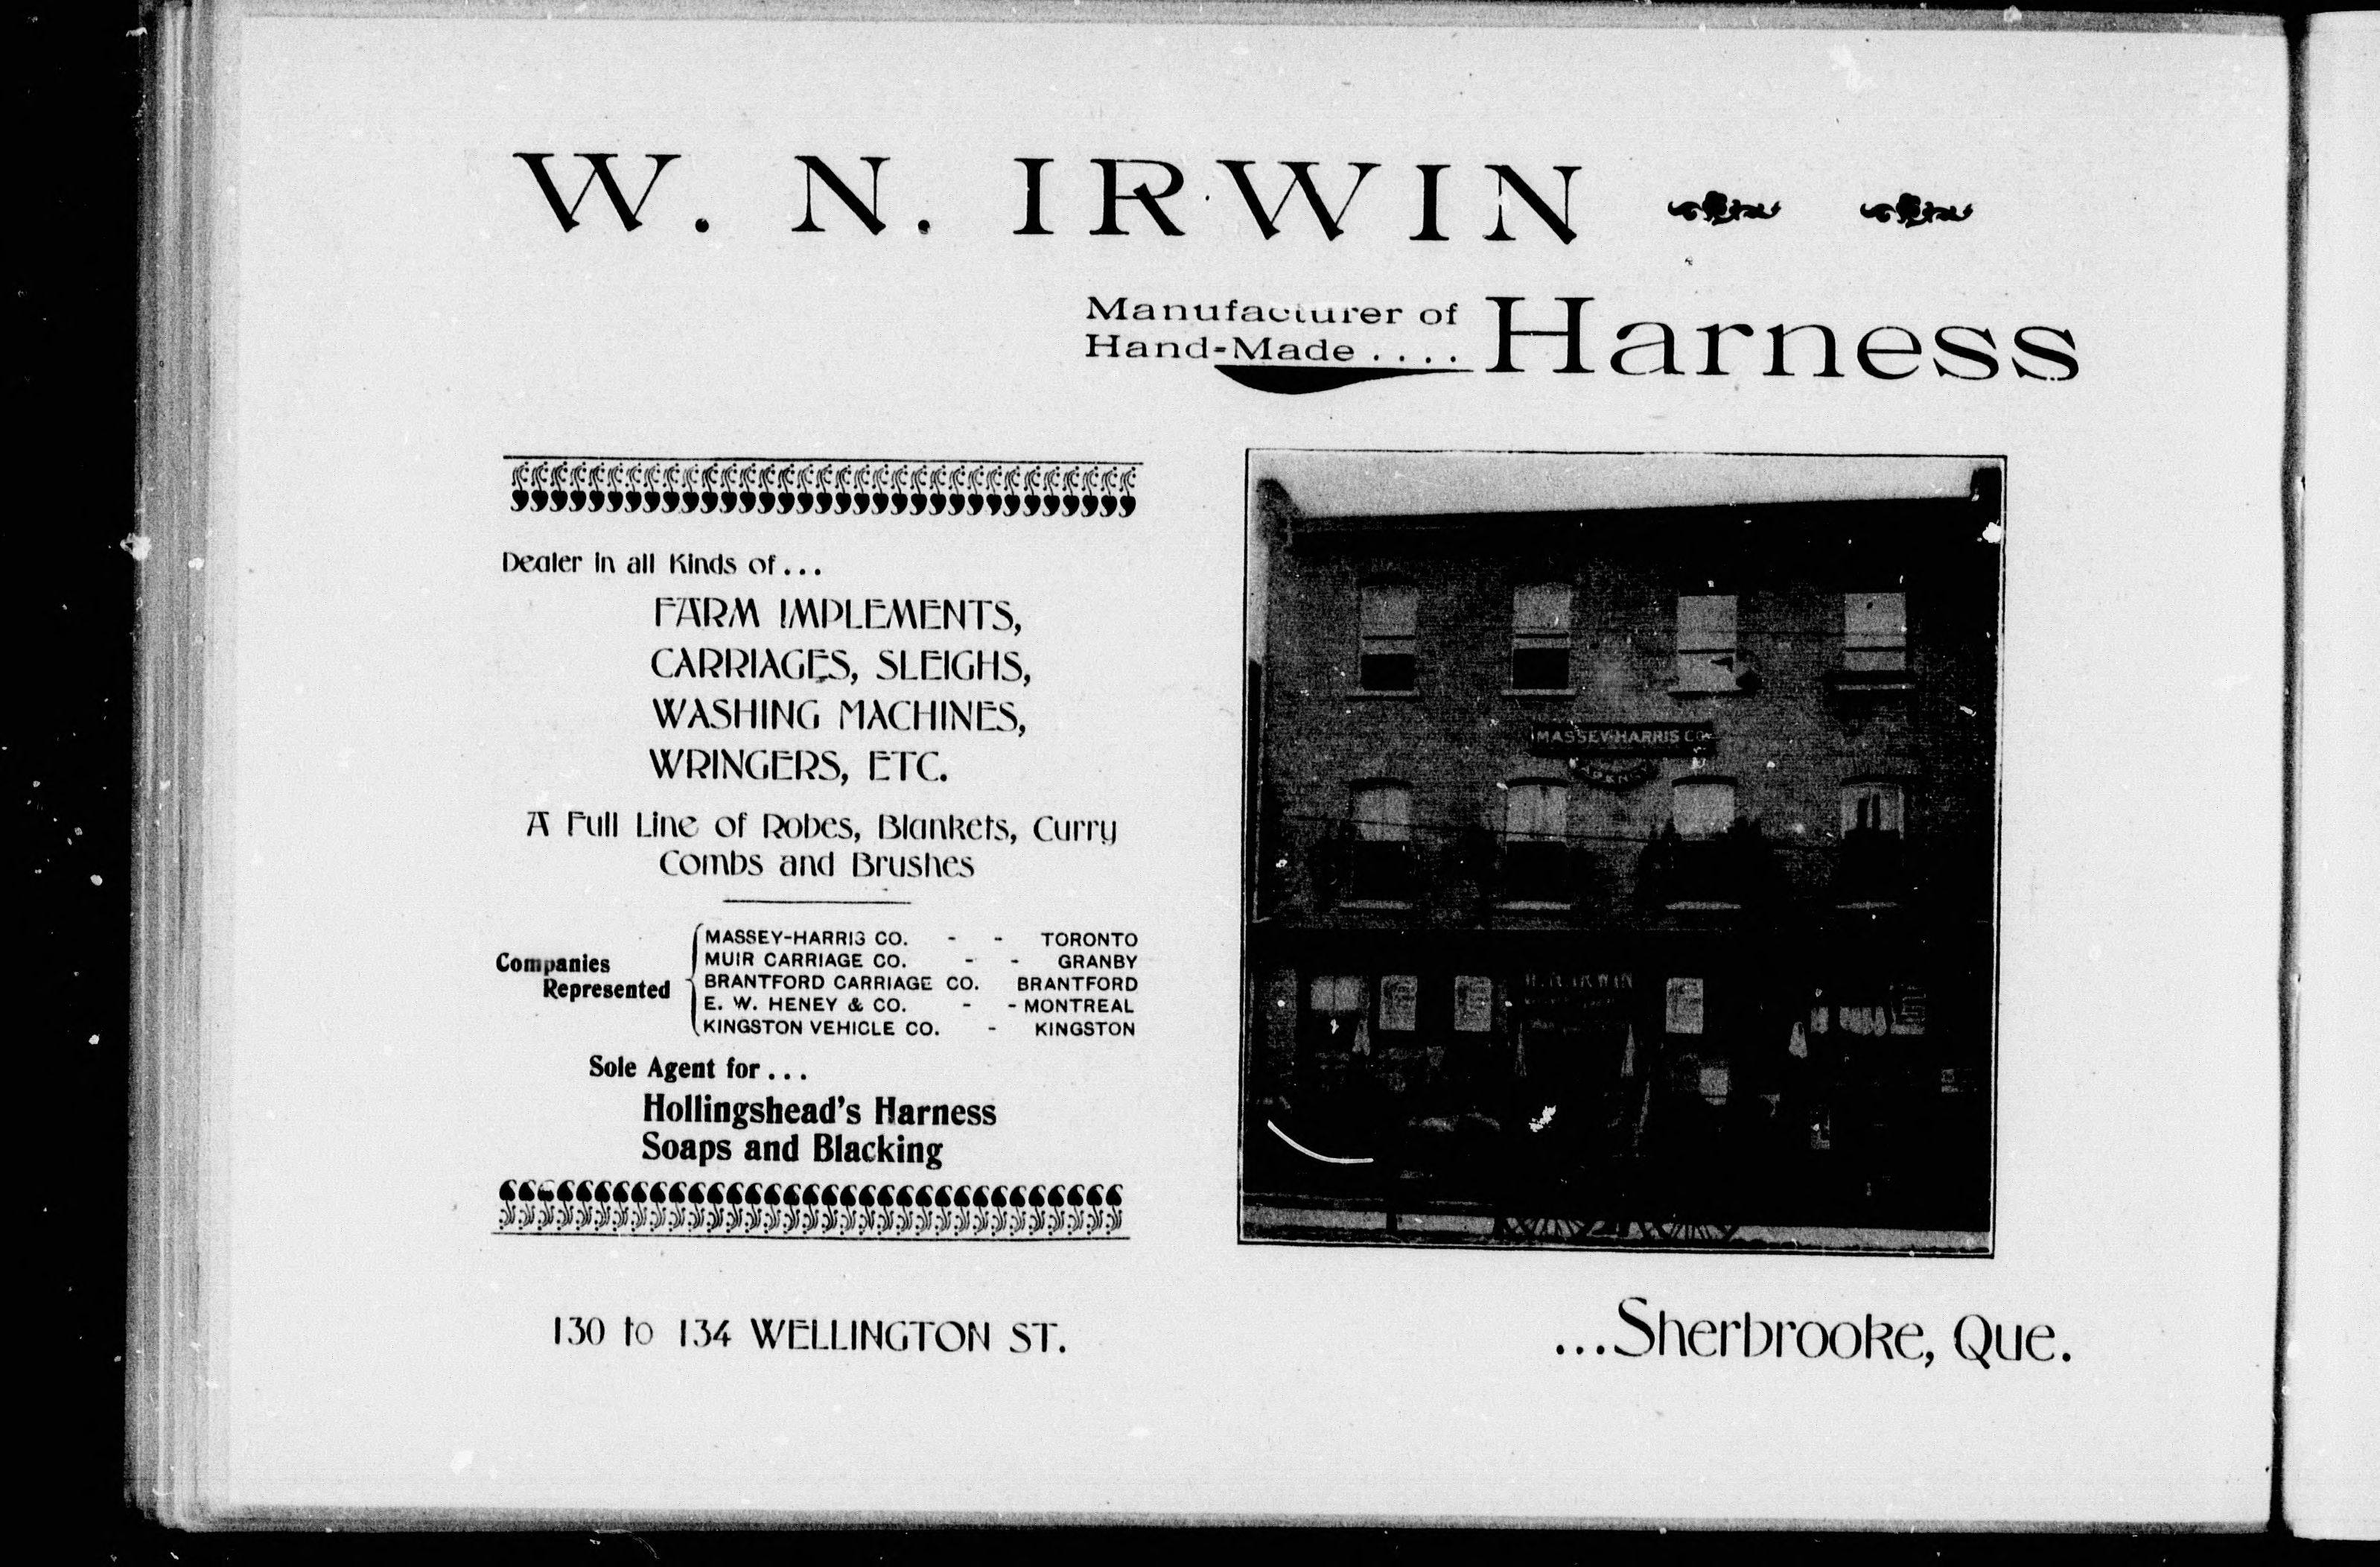 W. N. IRWIN
Manufacturer of
Hand-Made .... Harness
Dealer in all Kinds of...
FARM IMPLEMENTS,
CARRIAGES, SLEIGHS,
WASHING MACHINES,
WRINGERS, ETC.
A Full Line of Robes, Blankets, Curry
Combs and Brushes
Companies
Represented
MASSEY-HARRIS CO. - - TORONTO
MUIR CARRIAGE CO. - - GRANBY
BRANTFORD CARRIAGE CO. BRANTFORD
E. W. HENEY & CO. - - MONTREAL
KINGSTON VEHICLE CO. - KINGSTON
Sole Agent for...
Hollingshead's Harness
Soaps and Blacking
MASSEY-HARRIS CO.
AGENCY
W. N. IRWIN
130 to 134 WELLINGTON ST.
...Sherbrooke, Que.